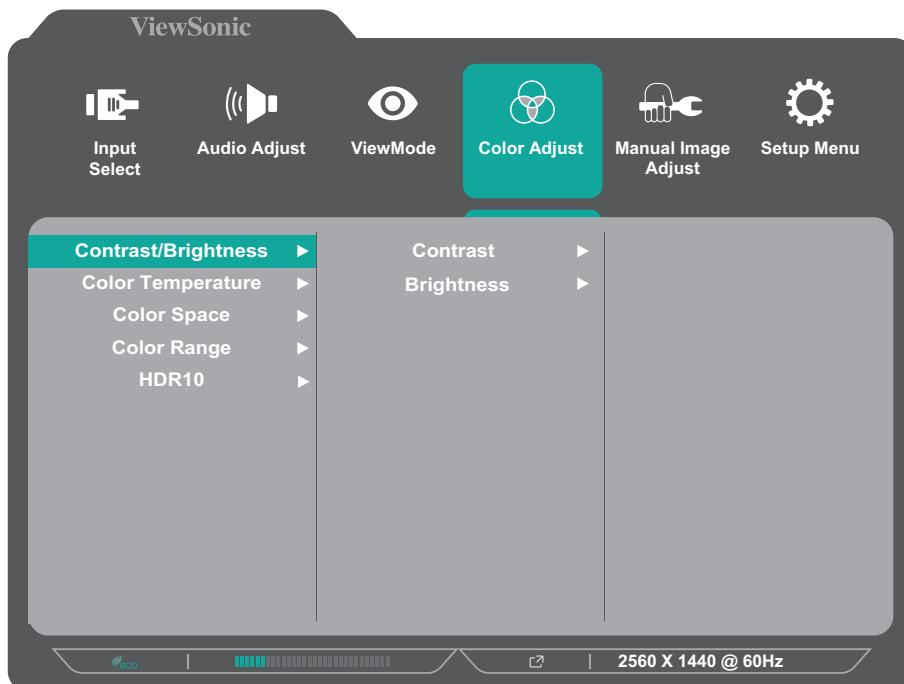 ViewSonic
Input Select
Audio Adjust
ViewMode
Color Adjust
Manual Image Adjust
Setup Menu
Contrast/Brightness
Contrast
Color Temperature
Brightness
Color Space
Color Range
HDR10
eco
2560 X 1440 @ 60Hz